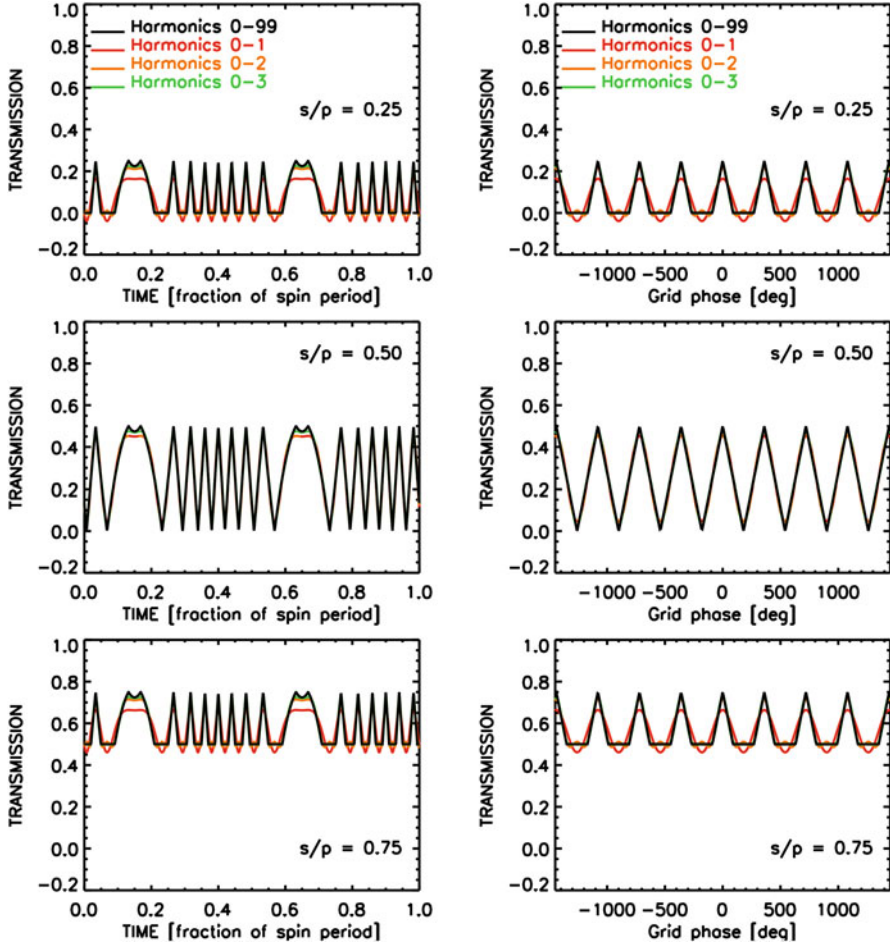 TRANSMISSION
1.0
0.8
0.6
0.4
0.2
0.0
−0.2
Harmonics 0−99
Harmonics 0−1
Harmonics 0−2
Harmonics 0−3
s/p = 0.25
0.0 0.2 0.4 0.6 0.8 1.0
TIME [fraction of spin period]
TRANSMISSION
1.0
0.8
0.6
0.4
0.2
0.0
−0.2
Harmonics 0−99
Harmonics 0−1
Harmonics 0−2
Harmonics 0−3
s/p = 0.25
−1000 −500 0 500 1000
Grid phase [deg]
TRANSMISSION
1.0
0.8
0.6
0.4
0.2
0.0
−0.2
s/p = 0.50
0.0 0.2 0.4 0.6 0.8 1.0
TIME [fraction of spin period]
TRANSMISSION
1.0
0.8
0.6
0.4
0.2
0.0
−0.2
s/p = 0.50
−1000 −500 0 500 1000
Grid phase [deg]
TRANSMISSION
1.0
0.8
0.6
0.4
0.2
0.0
−0.2
s/p = 0.75
0.0 0.2 0.4 0.6 0.8 1.0
TIME [fraction of spin period]
TRANSMISSION
1.0
0.8
0.6
0.4
0.2
0.0
−0.2
s/p = 0.75
−1000 −500 0 500 1000
Grid phase [deg]